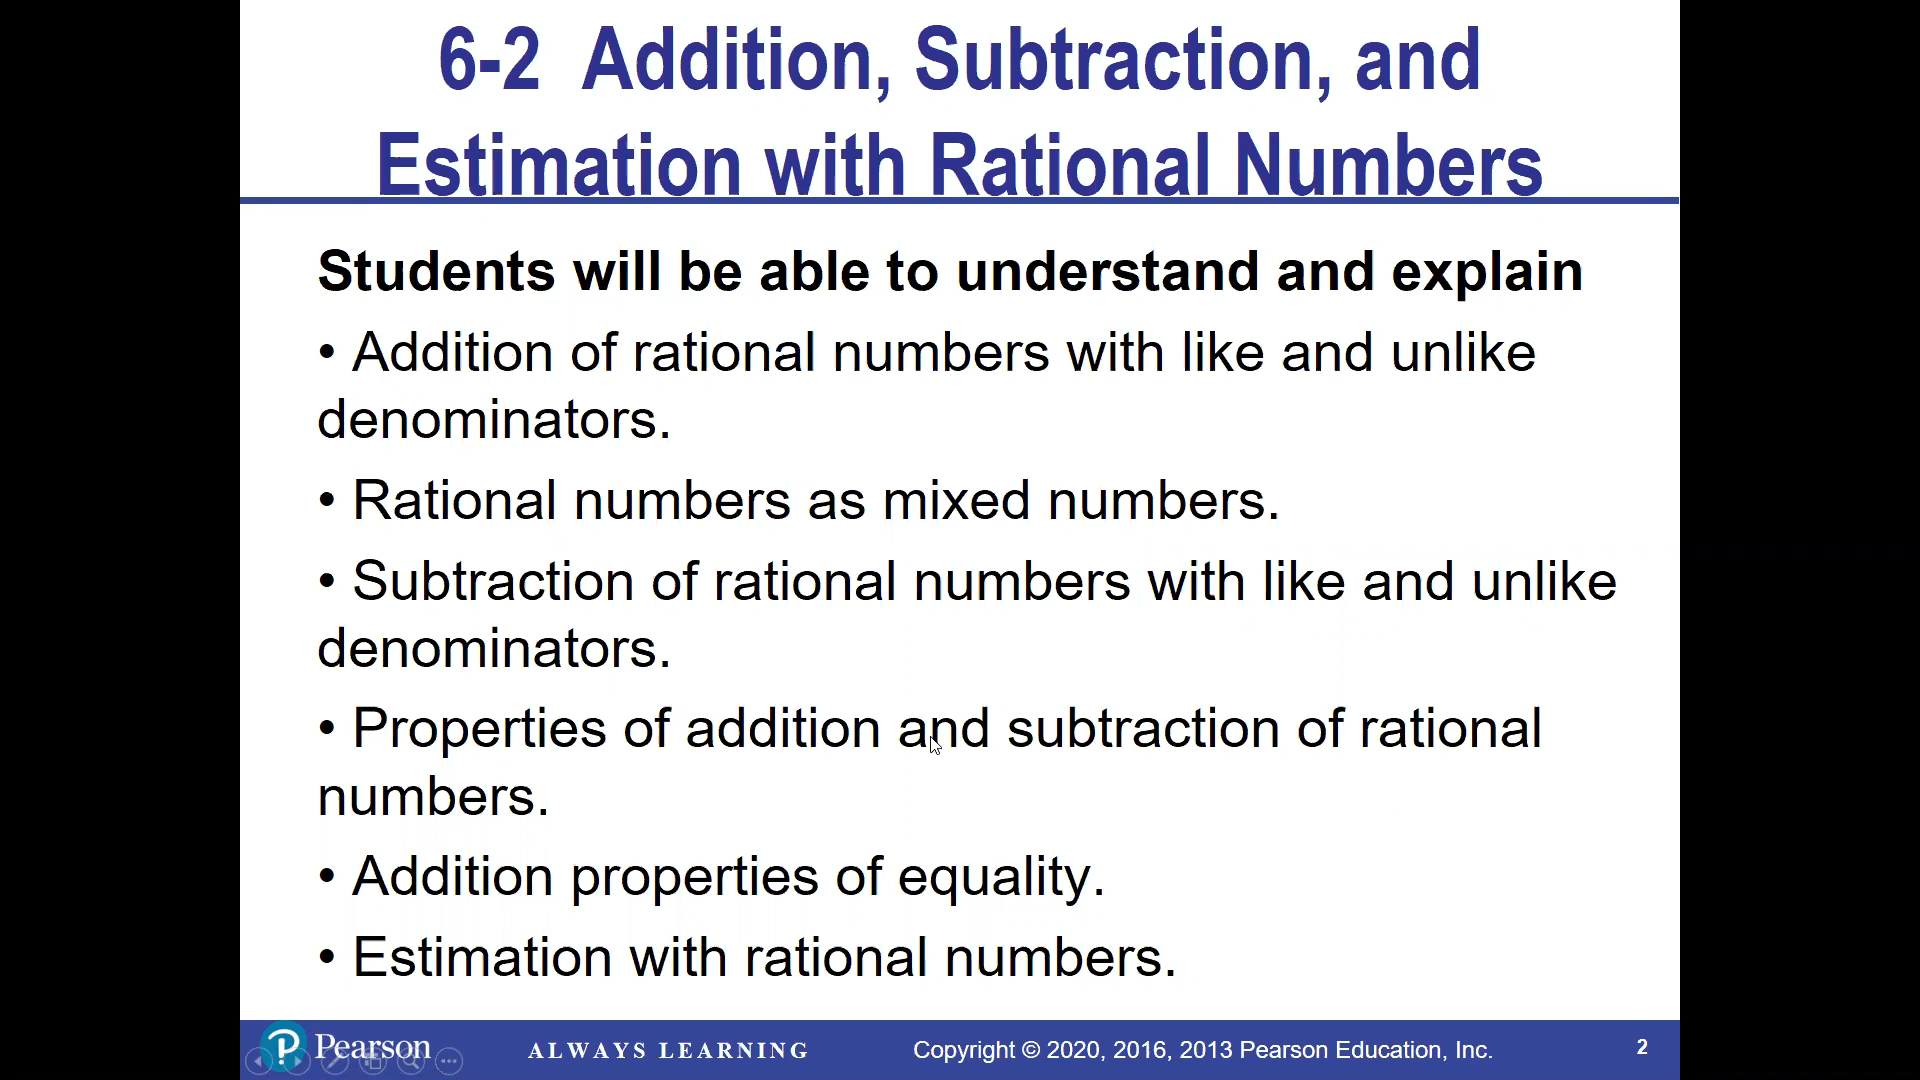 6-2 Addition, Subtraction, and
Estimation with Rational Numbers
Students will be able to understand and explain
• Addition of rational numbers with like and unlike
denominators.
• Rational numbers as mixed numbers.
• Subtraction of rational numbers with like and unlike
denominators.
• Properties of addition and subtraction of rational
numbers.
• Addition properties of equality.
• Estimation with rational numbers.
P Pearson ALWAYS LEARNING Copyright © 2020, 2016, 2013 Pearson Education, Inc. 2